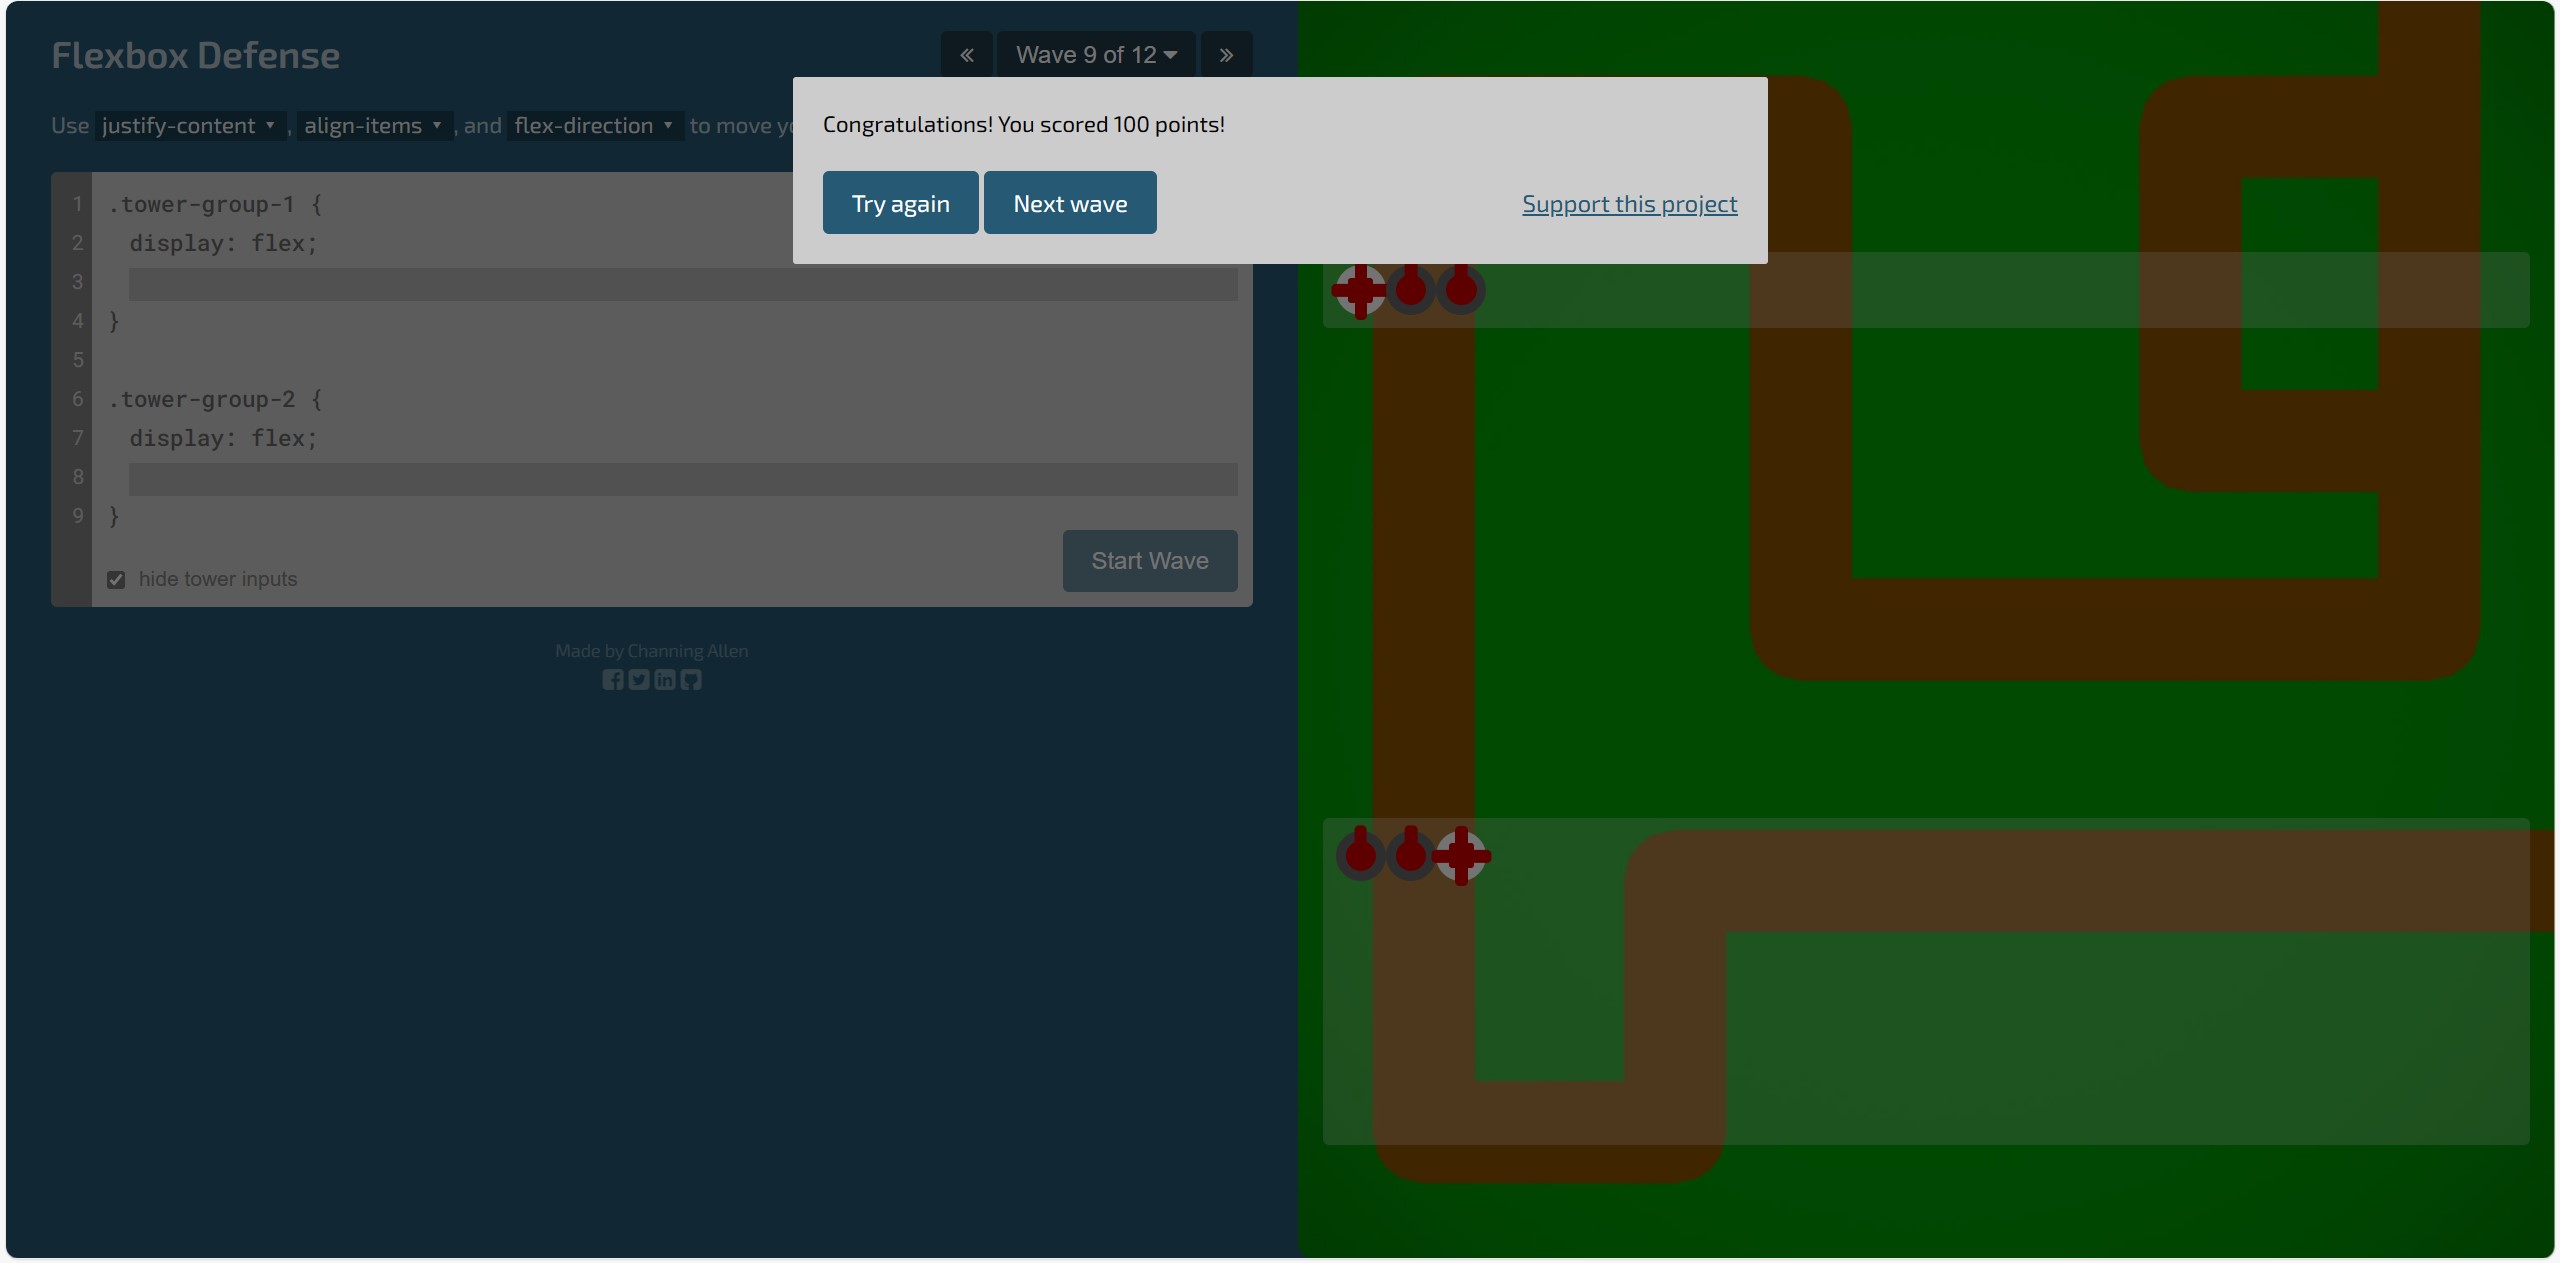 Flexbox Defense
« Wave 9 of 12 »
Use justify-content ▾, align-items ▾, and flex-direction ▾ to move yo
Congratulations! You scored 100 points!
Try again Next wave Support this project
1 .tower-group-1 {
2 display: flex;
3
4 }
5
6 .tower-group-2 {
7 display: flex;
8
9 }
hide tower inputs Start Wave
Made by Channing Allen